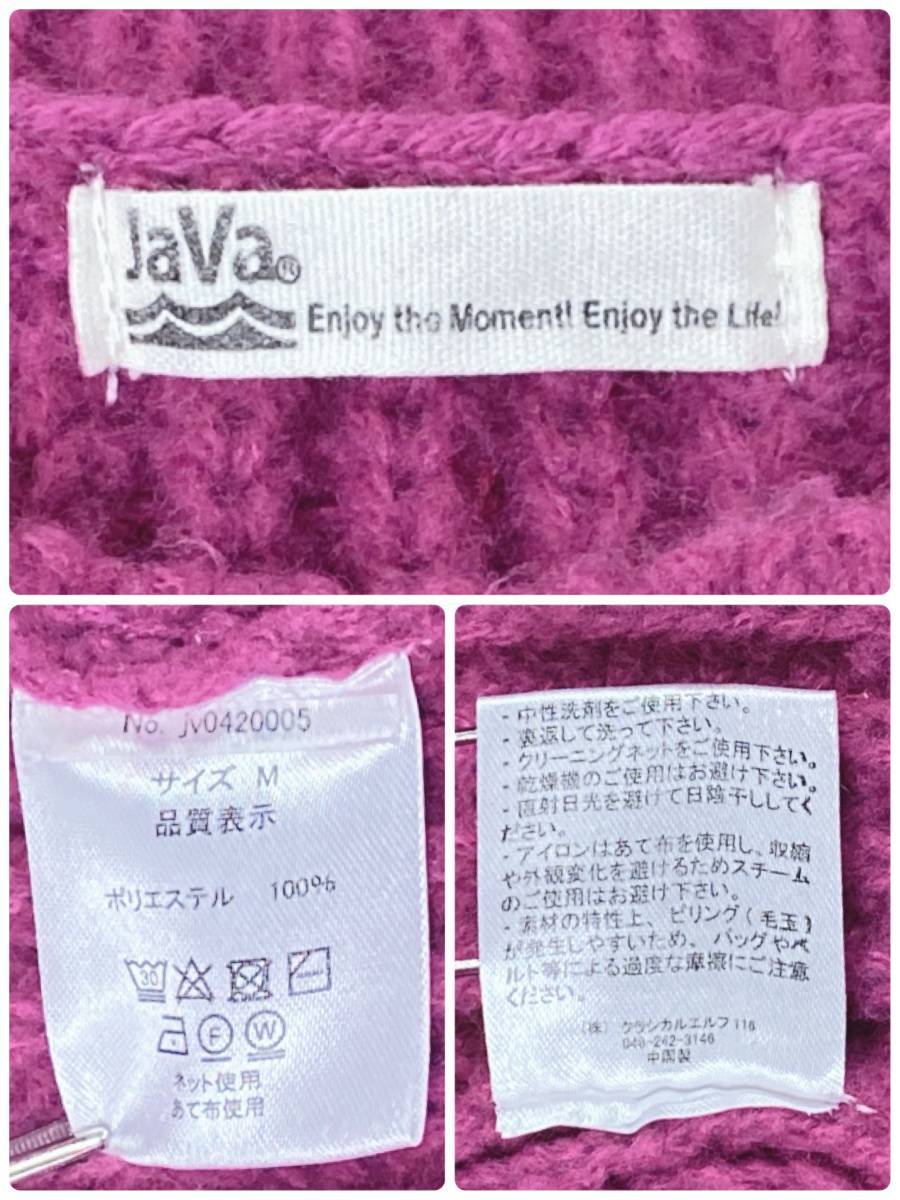 JaVa®
Enjoy the Moment! Enjoy the Life!
No. jv0420005
サイズ M
品質表示
ポリエステル 100%
30
F W
ネット使用
あて布使用
- 中性洗剤をご使用下さい。
- 裏返して洗って下さい。
- クリーニングネットをご使用下さい。
- 乾燥機のご使用はお避け下さい。
- 直射日光を避けて日陰干ししてく
ださい。
- アイロンはあて布を使用し、収縮
や外観変化を避けるためスチーム
のご使用はお避け下さい。
- 素材の特性上、ピリング(毛玉)
が発生しやすいため、バッグやベ
ルト等による過度な摩擦にご注意
ください。
(株) クラシカルエルフ 116
048-242-3146
中国製